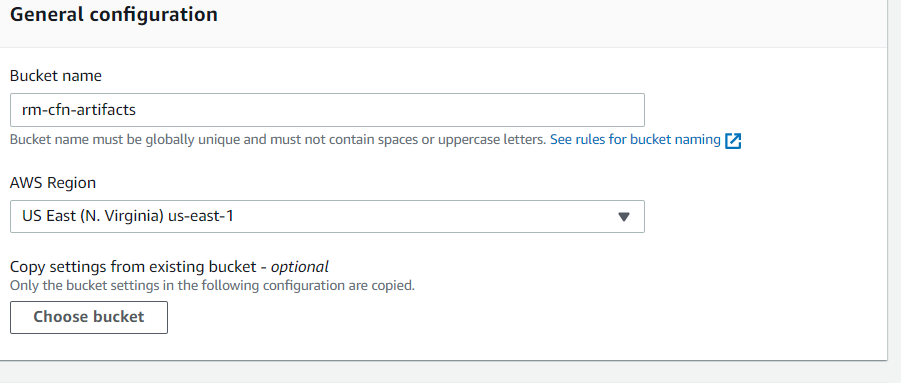 General configuration
Bucket name
rm-cfn-artifacts
Bucket name must be globally unique and must not contain spaces or uppercase letters. See rules for bucket naming
AWS Region
US East (N. Virginia) us-east-1
Copy settings from existing bucket - optional
Only the bucket settings in the following configuration are copied.
Choose bucket